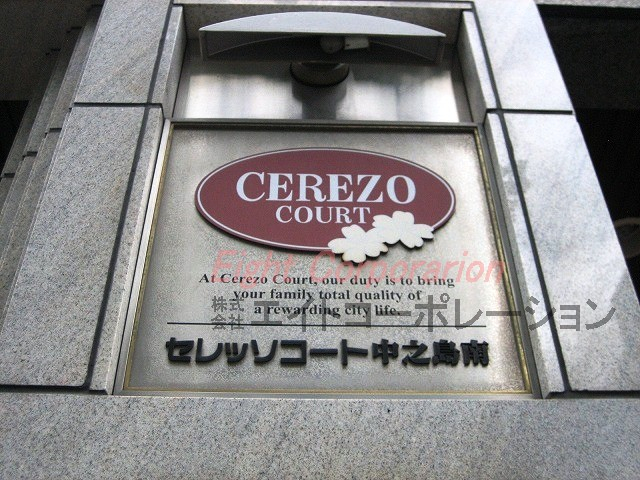 CEREZO
COURT
Eight Corporarion
At Cerezo Court, our duty is to bring
your family total quality of
a rewarding city life.
株式会社エイトコーポレーション
セレッソコート中之島南